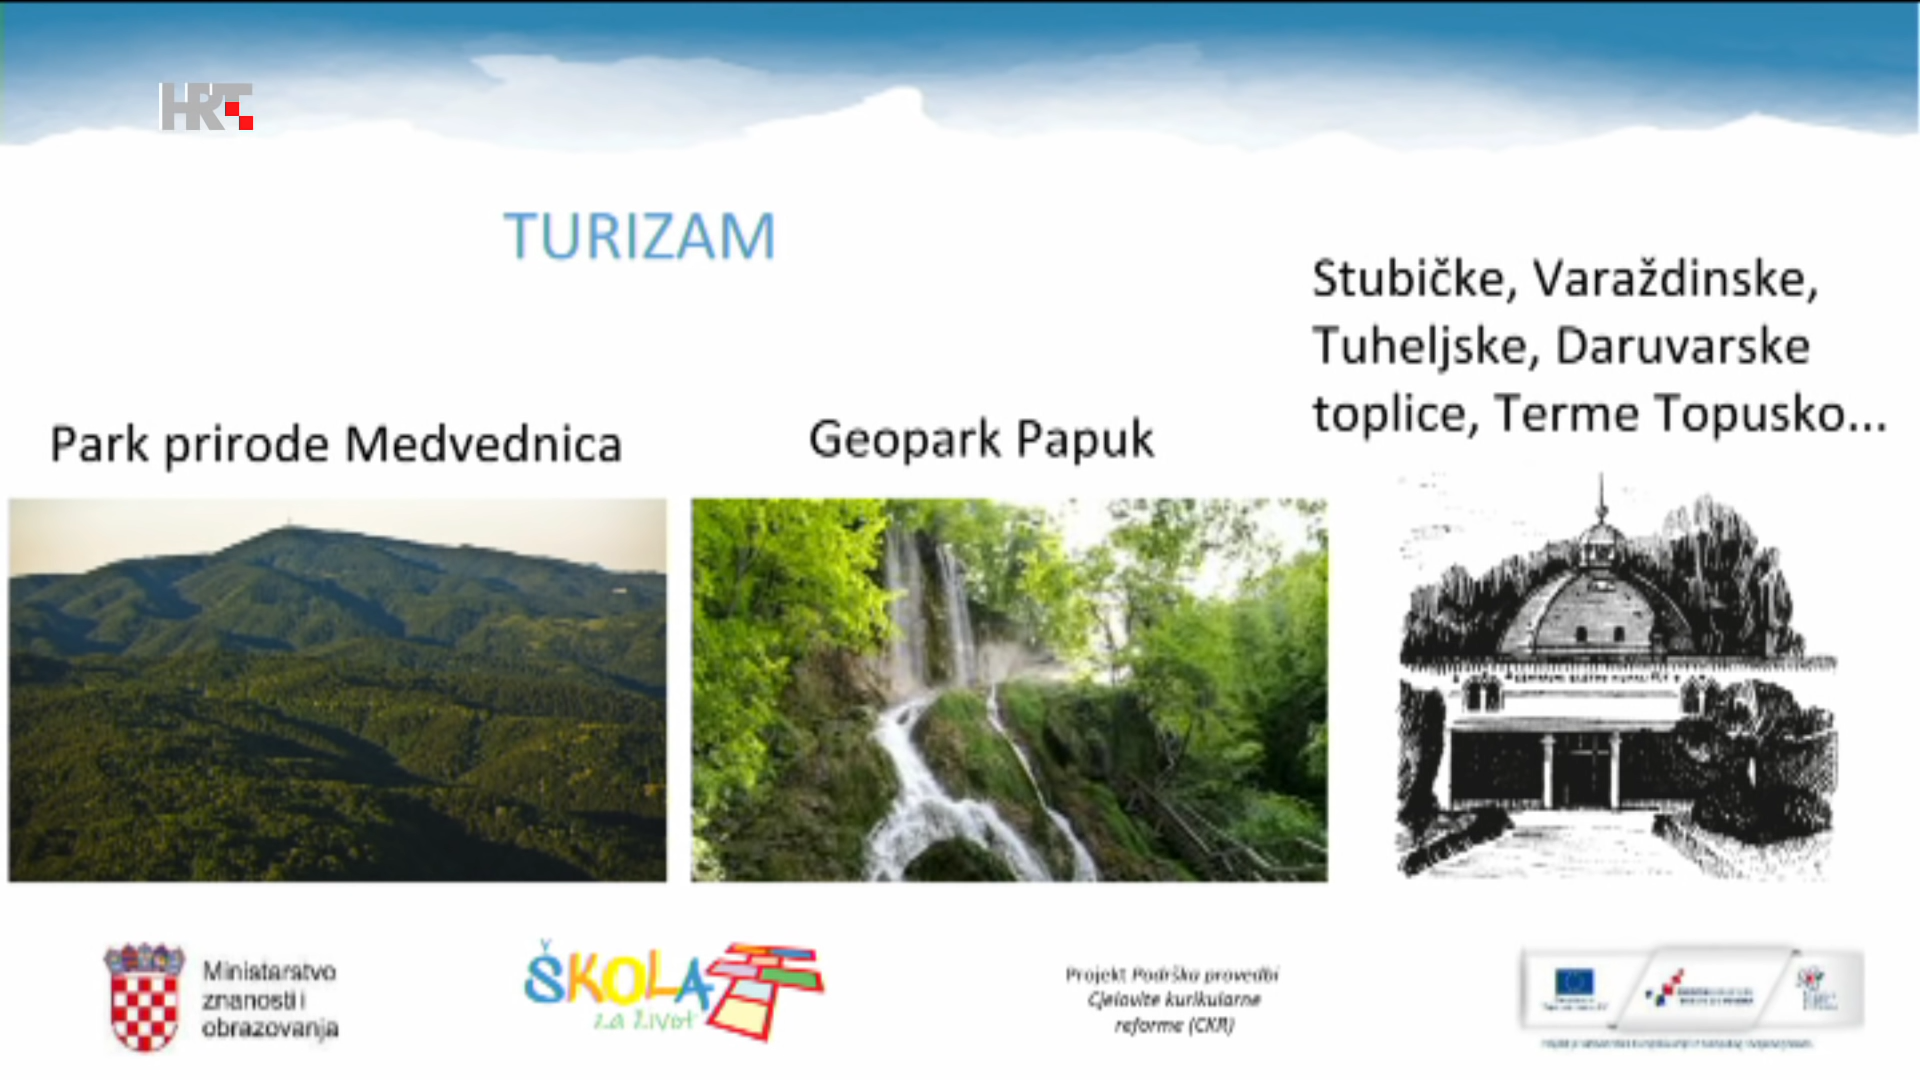 HRT
TURIZAM
Stubičke, Varaždinske,
Tuheljske, Daruvarske
toplice, Terme Topusko...
Park prirode Medvednica
Geopark Papuk
Ministarstvo
znanosti i
obrazovanja
ŠKOLA
za život
Projekt Podrška provedbi
Cjelovite kurikularne
reforme (CKR)